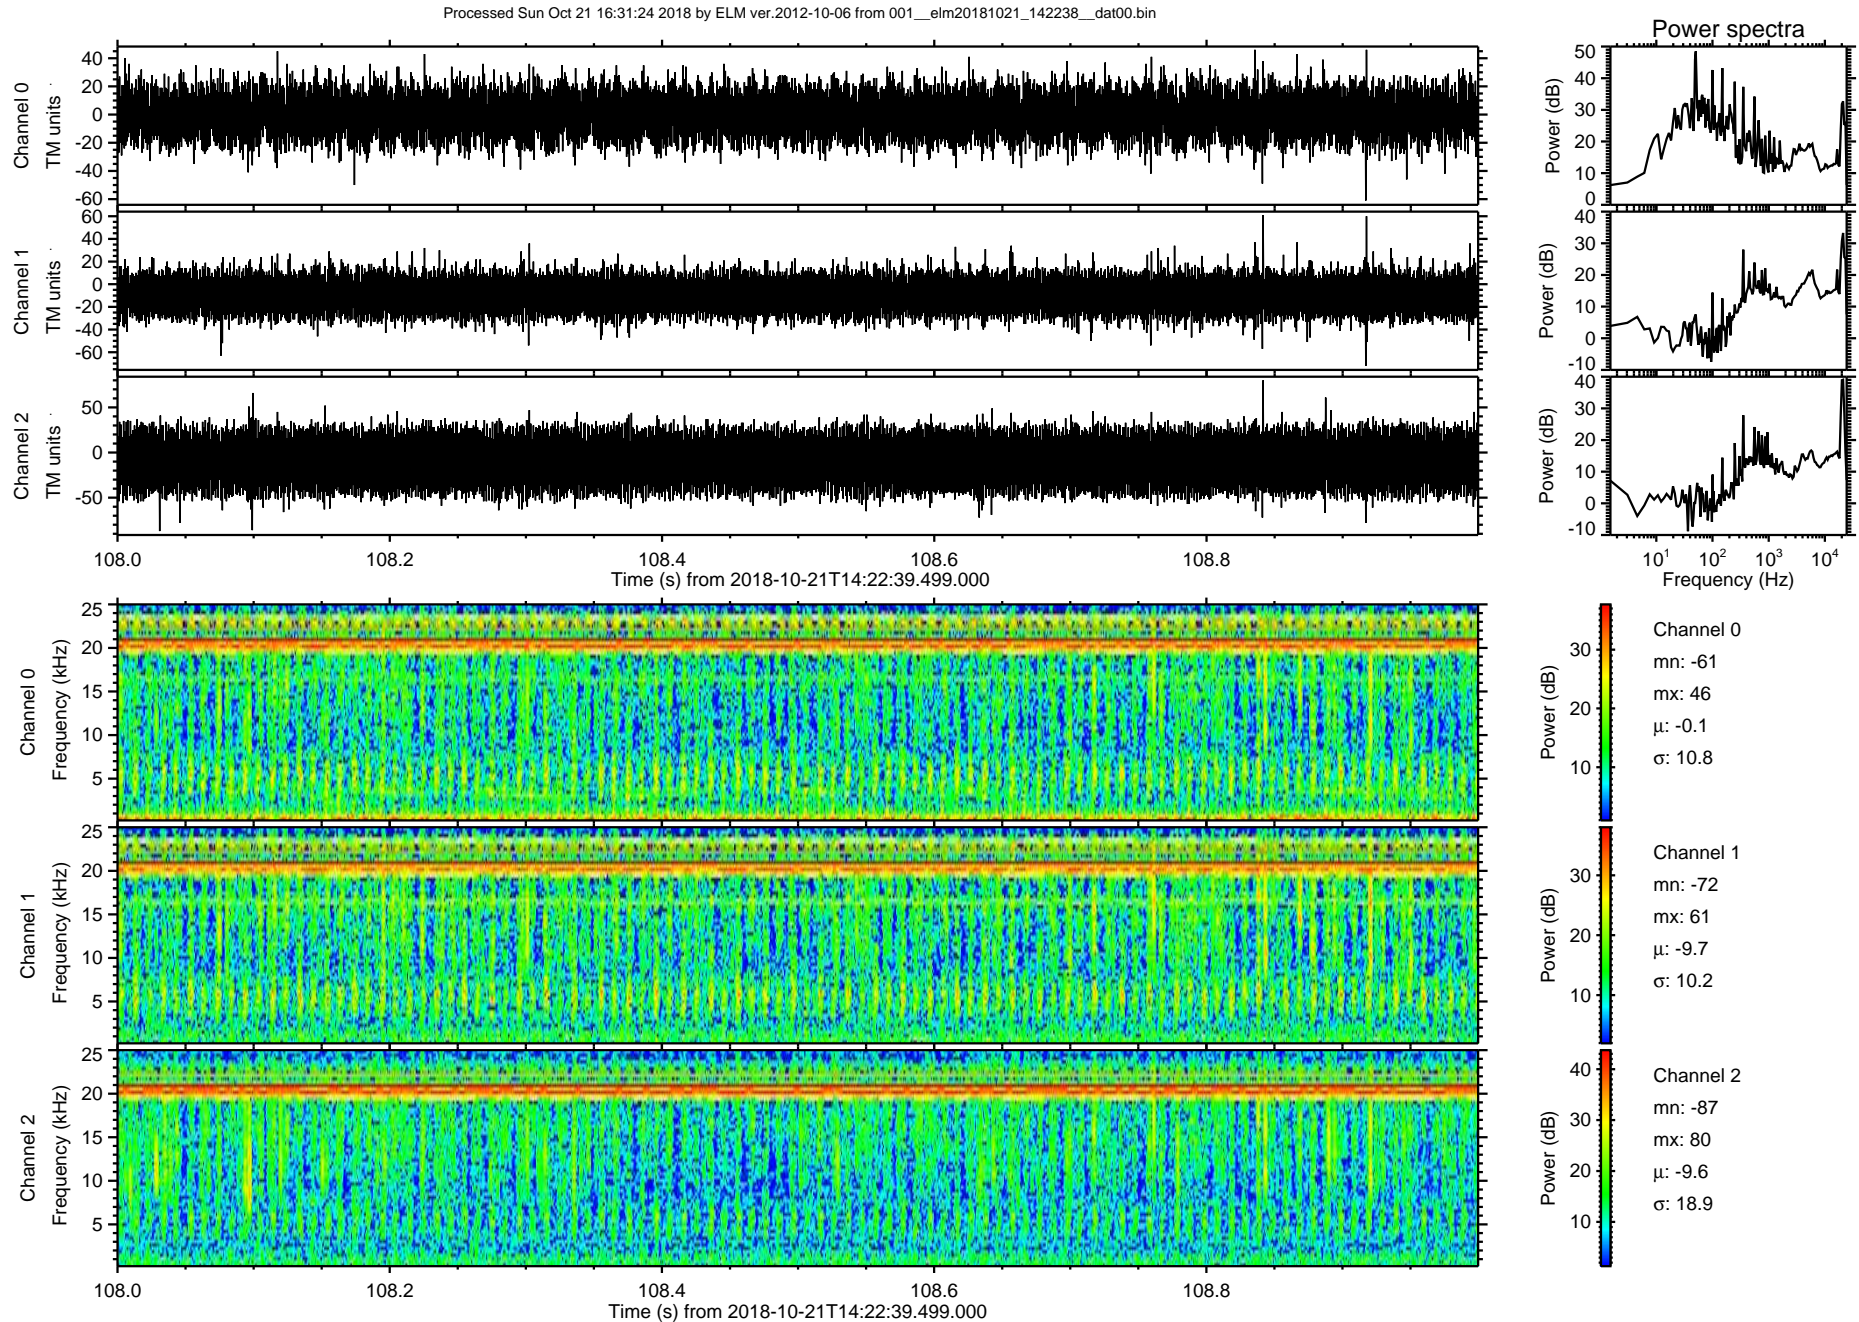 Processed Sun Oct 21 16:31:24 2018 by ELM ver.2012-10-06 from 001__elm20181021_142238__dat00.bin
Power spectra
Channel 0
TM units
40
20
0
-20
-40
-60
Power (dB)
50
40
30
20
10
0
Channel 1
TM units
60
40
20
0
-20
-40
-60
Power (dB)
40
30
20
10
0
-10
Channel 2
TM units
50
0
-50
Power (dB)
40
30
20
10
0
-10
108.0 108.2 108.4 108.6 108.8
Time (s) from 2018-10-21T14:22:39.499.000
10^1 10^2 10^3 10^4
Frequency (Hz)
Channel 0
Frequency (kHz)
25
20
15
10
5
Power (dB)
30
20
10
Channel 0
mn: -61
mx: 46
μ: -0.1
σ: 10.8
Channel 1
Frequency (kHz)
25
20
15
10
5
Power (dB)
30
20
10
Channel 1
mn: -72
mx: 61
μ: -9.7
σ: 10.2
Channel 2
Frequency (kHz)
25
20
15
10
5
Power (dB)
40
30
20
10
Channel 2
mn: -87
mx: 80
μ: -9.6
σ: 18.9
108.0 108.2 108.4 108.6 108.8
Time (s) from 2018-10-21T14:22:39.499.000